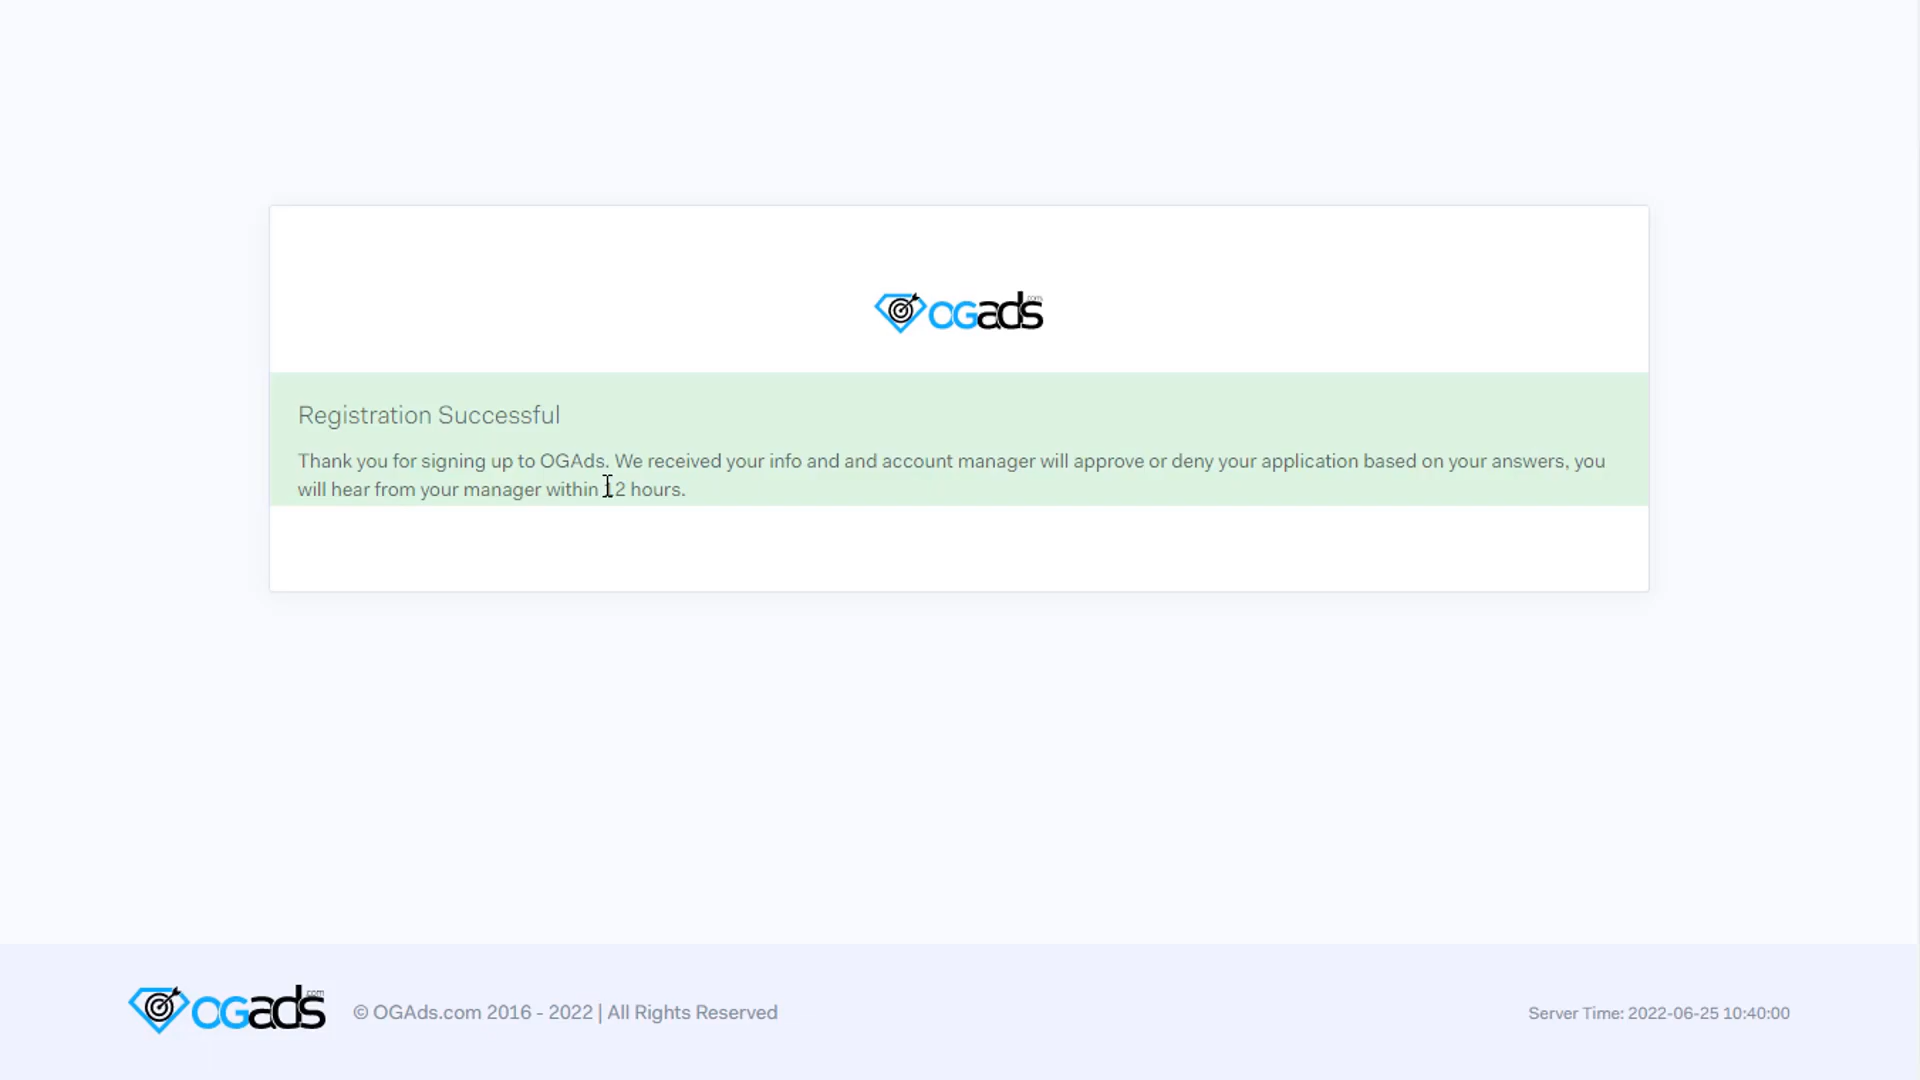 OGads.com
Registration Successful
Thank you for signing up to OGAds. We received your info and and account manager will approve or deny your application based on your answers, you
will hear from your manager within 12 hours.
OGads.com
© OGAds.com 2016 - 2022 | All Rights Reserved
Server Time: 2022-06-25 10:40:00